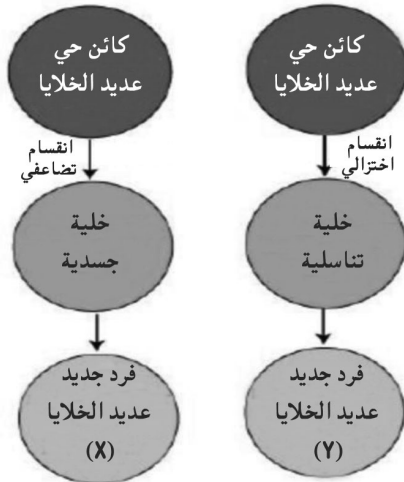 كائن حي
عديد الخلايا
انقسام
اختزالي
خلية
تناسلية
فرد جديد
عديد الخلايا
(Y)
كائن حي
عديد الخلايا
انقسام
تضاعفي
خلية
جسدية
فرد جديد
عديد الخلايا
(X)